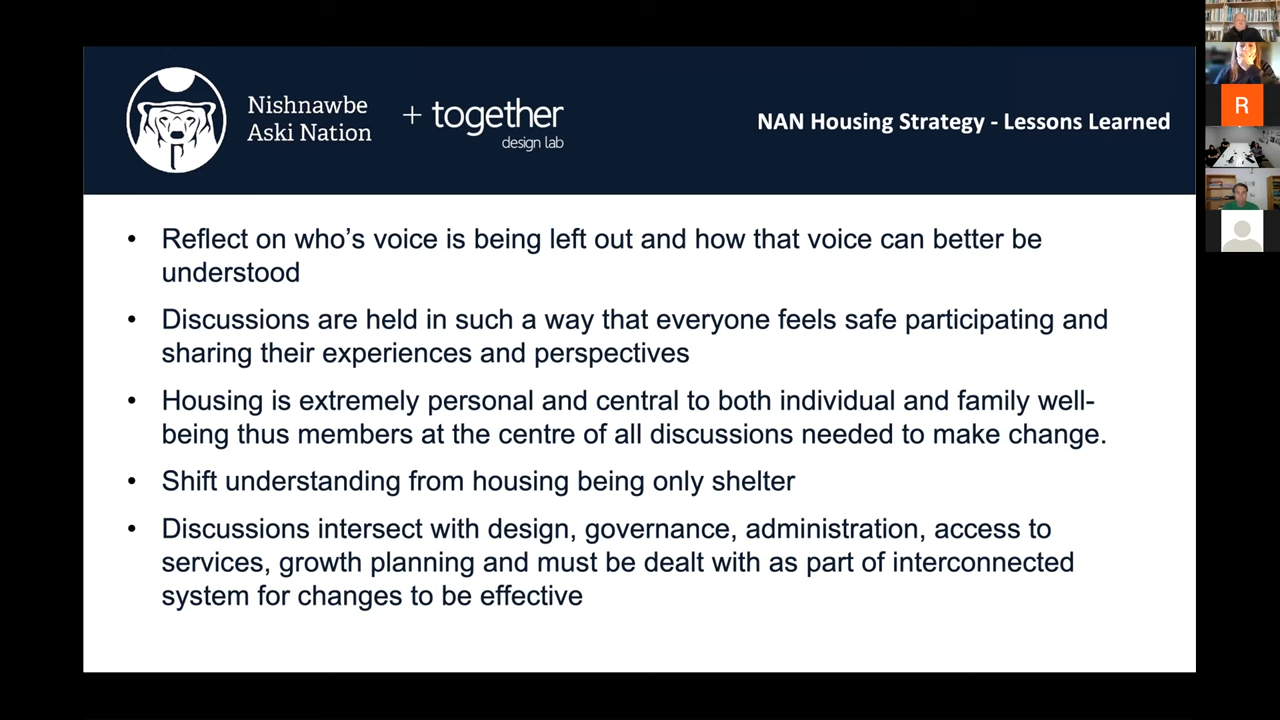 Nishnawbe
Aski Nation
+ together
design lab
NAN Housing Strategy - Lessons Learned
• Reflect on who’s voice is being left out and how that voice can better be
understood
• Discussions are held in such a way that everyone feels safe participating and
sharing their experiences and perspectives
• Housing is extremely personal and central to both individual and family well-
being thus members at the centre of all discussions needed to make change.
• Shift understanding from housing being only shelter
• Discussions intersect with design, governance, administration, access to
services, growth planning and must be dealt with as part of interconnected
system for changes to be effective
R